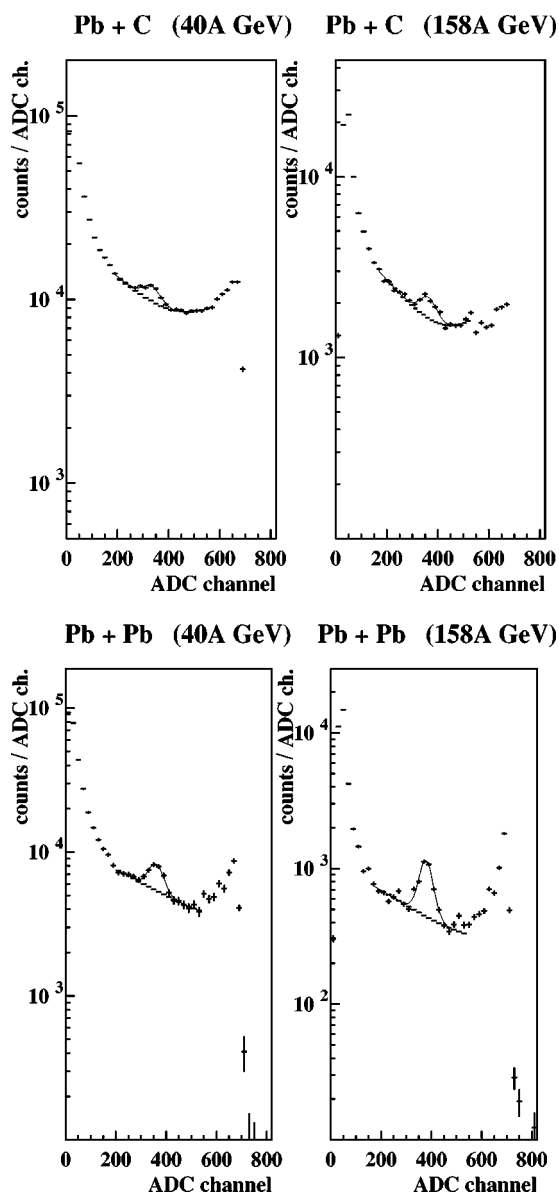 Pb + C (40A GeV)
Pb + C (158A GeV)
counts / ADC ch.
10^5
10^4
10^3
0 200 400 600 800
ADC channel
counts / ADC ch.
10^4
10^3
0 200 400 600 800
ADC channel
Pb + Pb (40A GeV)
Pb + Pb (158A GeV)
counts / ADC ch.
10^5
10^4
10^3
0 200 400 600 800
ADC channel
counts / ADC ch.
10^4
10^3
10^2
0 200 400 600 800
ADC channel